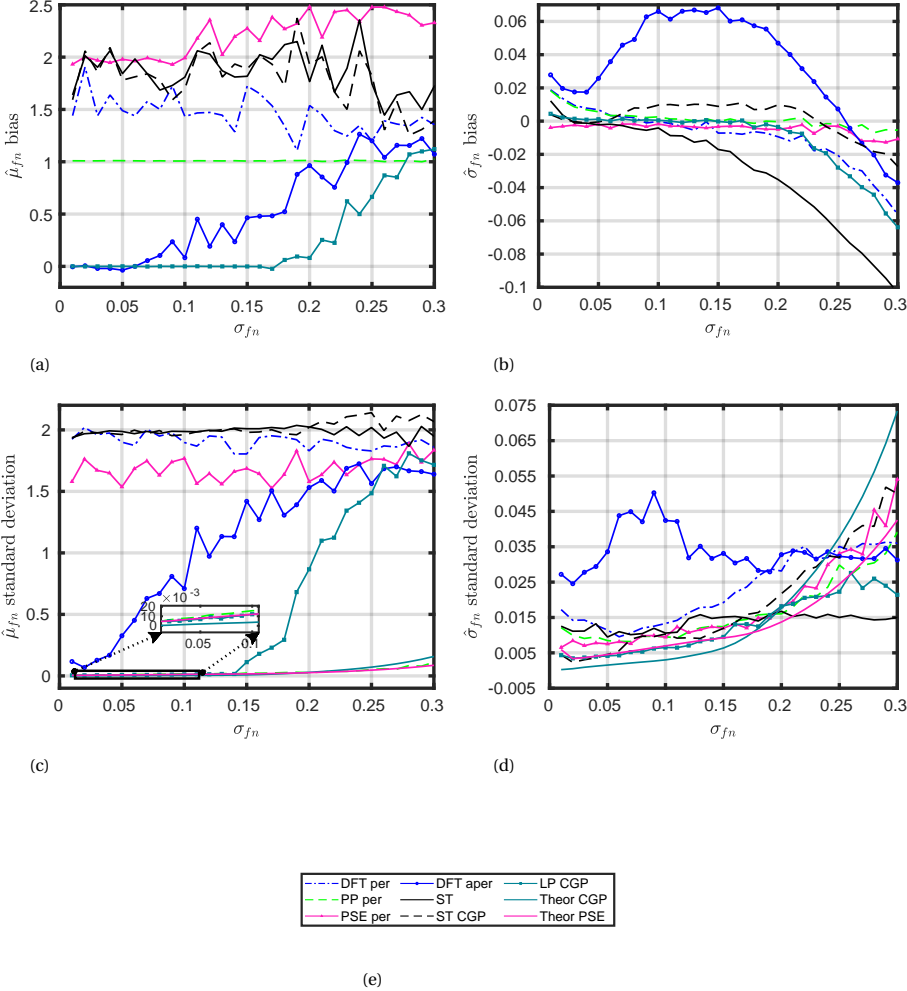 2.5
2
1.5
1
0.5
0
0 0.05 0.1 0.15 0.2 0.25 0.3
σ_fn
μ̂_fn bias
(a)
0.06
0.04
0.02
0
-0.02
-0.04
-0.06
-0.08
-0.1
0 0.05 0.1 0.15 0.2 0.25 0.3
σ_fn
σ̂_fn bias
(b)
2
1.5
1
0.5
0
0 0.05 0.1 0.15 0.2 0.25 0.3
σ_fn
μ̂_fn standard deviation
×10^-3
20
10
0
0.05 0.1
(c)
0.075
0.065
0.055
0.045
0.035
0.025
0.015
0.005
-0.005
0 0.05 0.1 0.15 0.2 0.25 0.3
σ_fn
σ̂_fn standard deviation
(d)
DFT per DFT aper LP CGP
PP per ST Theor CGP
PSE per ST CGP Theor PSE
(e)